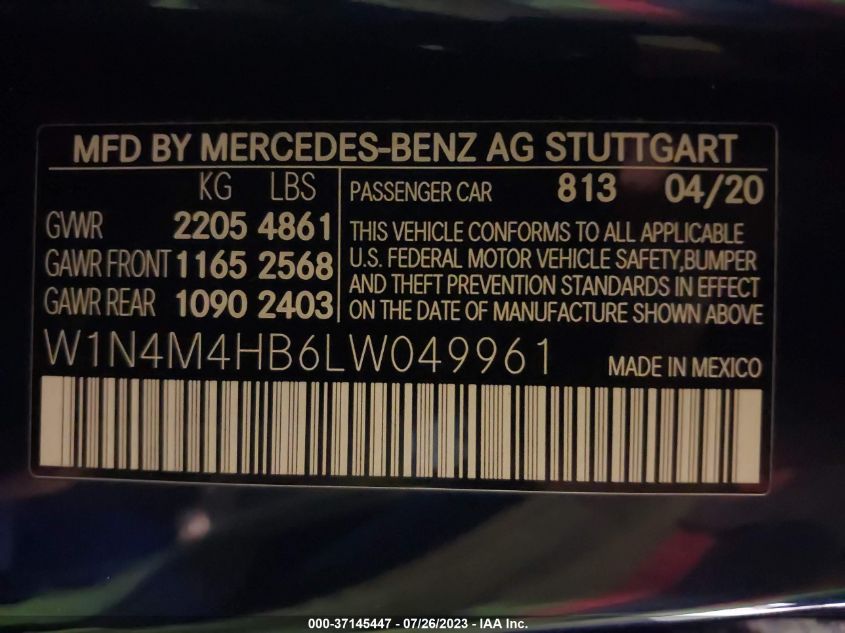 MFD BY MERCEDES-BENZ AG STUTTGART
KG LBS
GVWR 2205 4861
GAWR FRONT 1165 2568
GAWR REAR 1090 2403
PASSENGER CAR 813 04/20
THIS VEHICLE CONFORMS TO ALL APPLICABLE
U.S. FEDERAL MOTOR VEHICLE SAFETY,BUMPER
AND THEFT PREVENTION STANDARDS IN EFFECT
ON THE DATE OF MANUFACTURE SHOWN ABOVE
W1N4M4HB6LW049961
MADE IN MEXICO
000-37145447 - 07/26/2023 - IAA Inc.